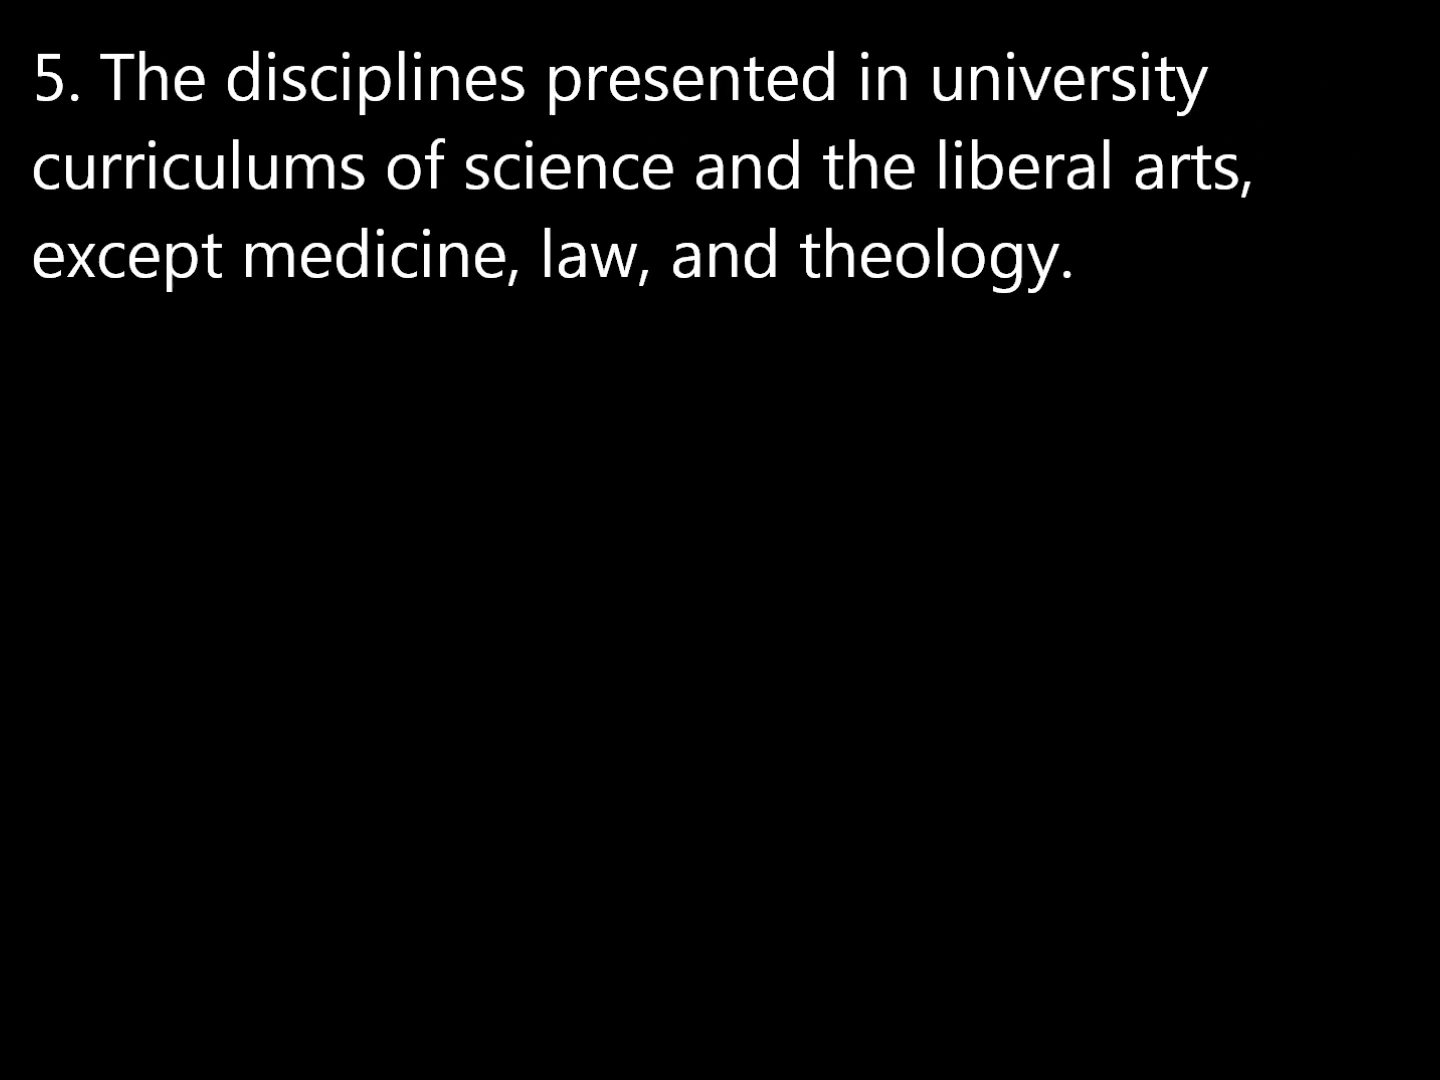 5. The disciplines presented in university
curriculums of science and the liberal arts,
except medicine, law, and theology.